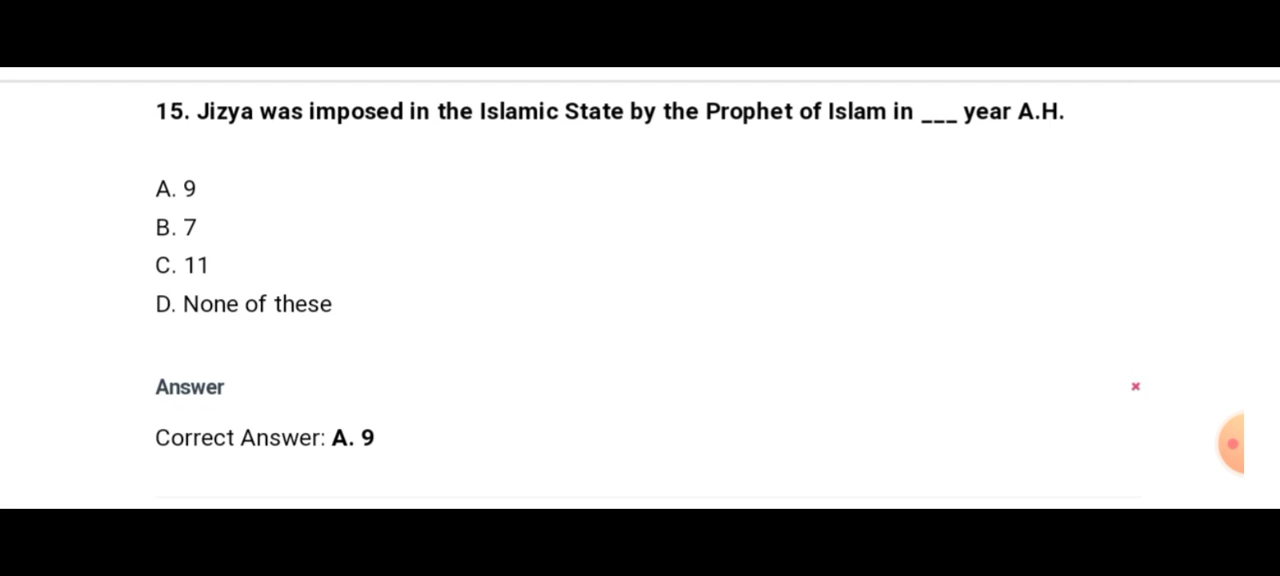 15. Jizya was imposed in the Islamic State by the Prophet of Islam in ___ year A.H.
A. 9
B. 7
C. 11
D. None of these
Answer
×
Correct Answer: A. 9